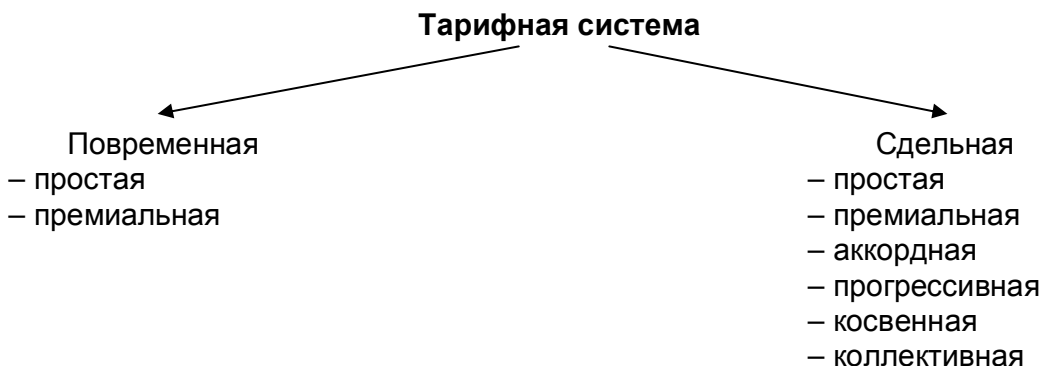 Тарифная система
Повременная
– простая
– премиальная
Сдельная
– простая
– премиальная
– аккордная
– прогрессивная
– косвенная
– коллективная